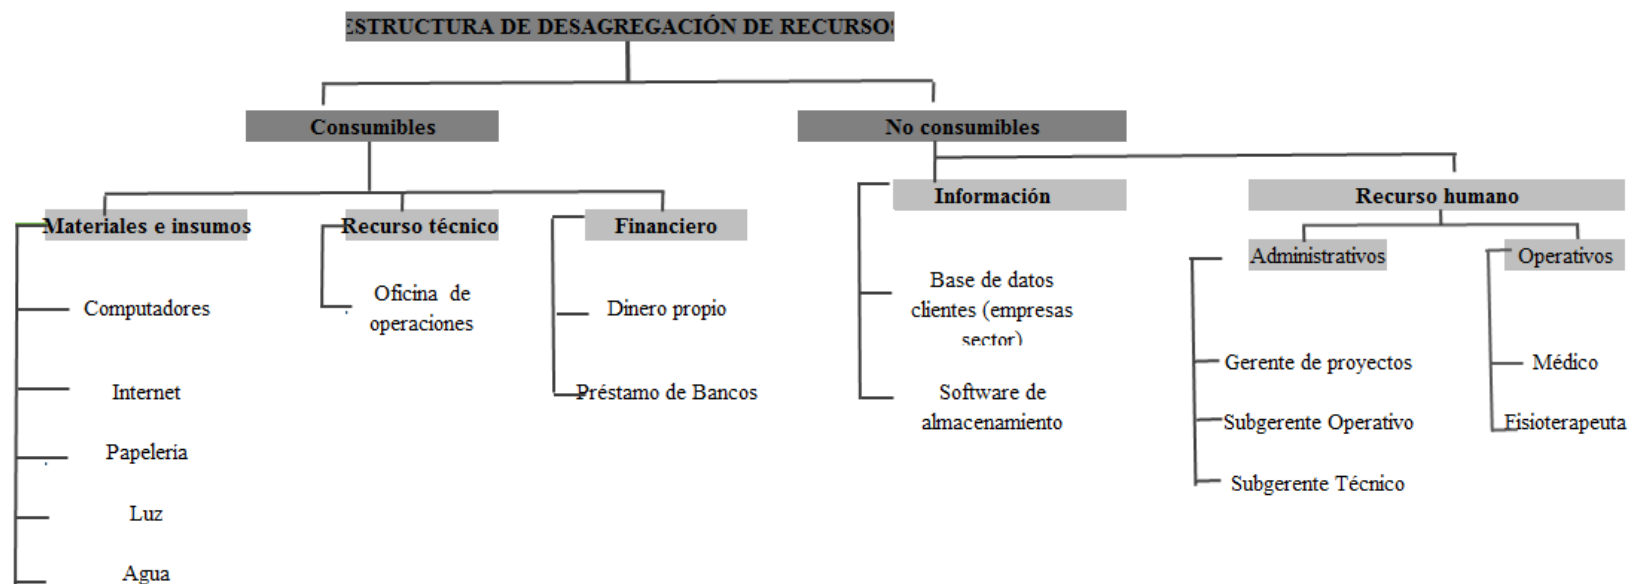 ESTRUCTURA DE DESAGREGACIÓN DE RECURSOS
Consumibles
No consumibles
Materiales e insumos
Recurso técnico
Financiero
Información
Recurso humano
Administrativos
Operativos
Computadores
Internet
Papeleria
Luz
Agua
Oficina de
operaciones
Dinero propio
Préstamo de Bancos
Base de datos
clientes (empresas
sector)
Software de
almacenamiento
Gerente de proyectos
Subgerente Operativo
Subgerente Técnico
Médico
Fisioterapeuta